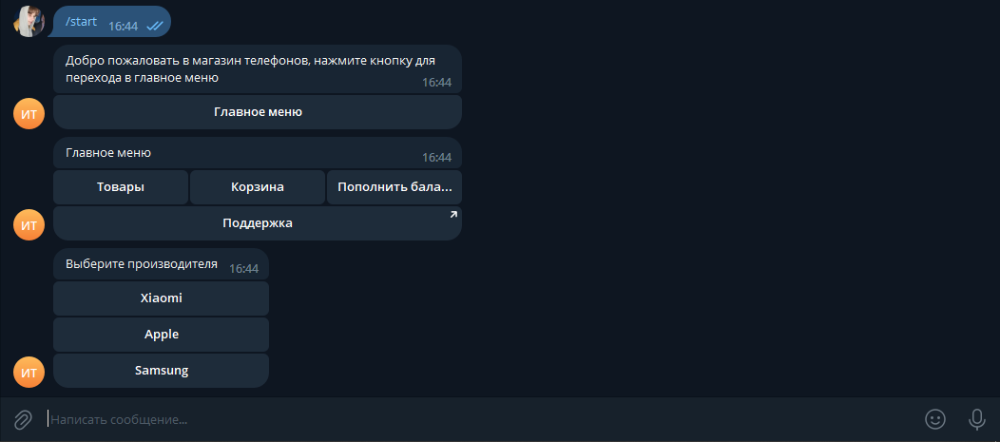 /start 16:44
Добро пожаловать в магазин телефонов, нажмите кнопку для
перехода в главное меню 16:44
ИТ
Главное меню
Главное меню 16:44
Товары Корзина Пополнить бала...
ИТ
Поддержка
Выберите производителя 16:44
Xiaomi
Apple
ИТ
Samsung
Написать сообщение...